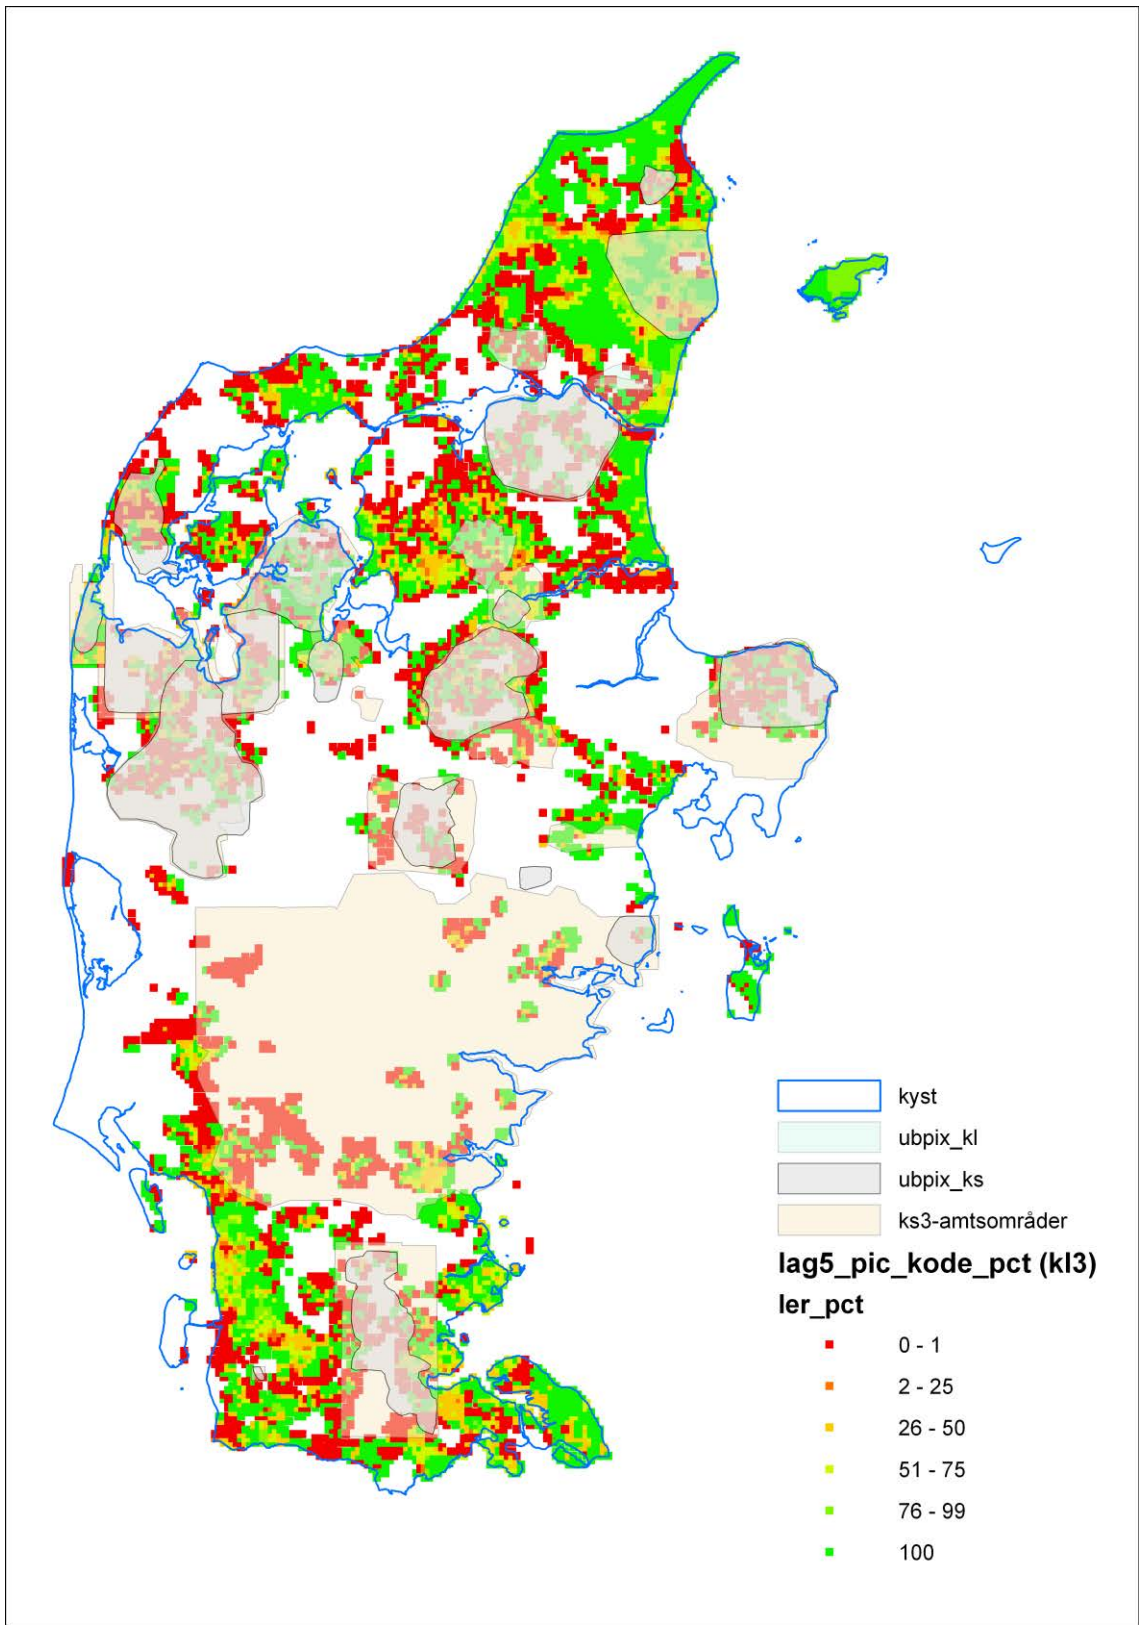 kyst
ubpix_kl
ubpix_ks
ks3-amtsområder
lag5_pic_kode_pct (kl3)
ler_pct
0 - 1
2 - 25
26 - 50
51 - 75
76 - 99
100